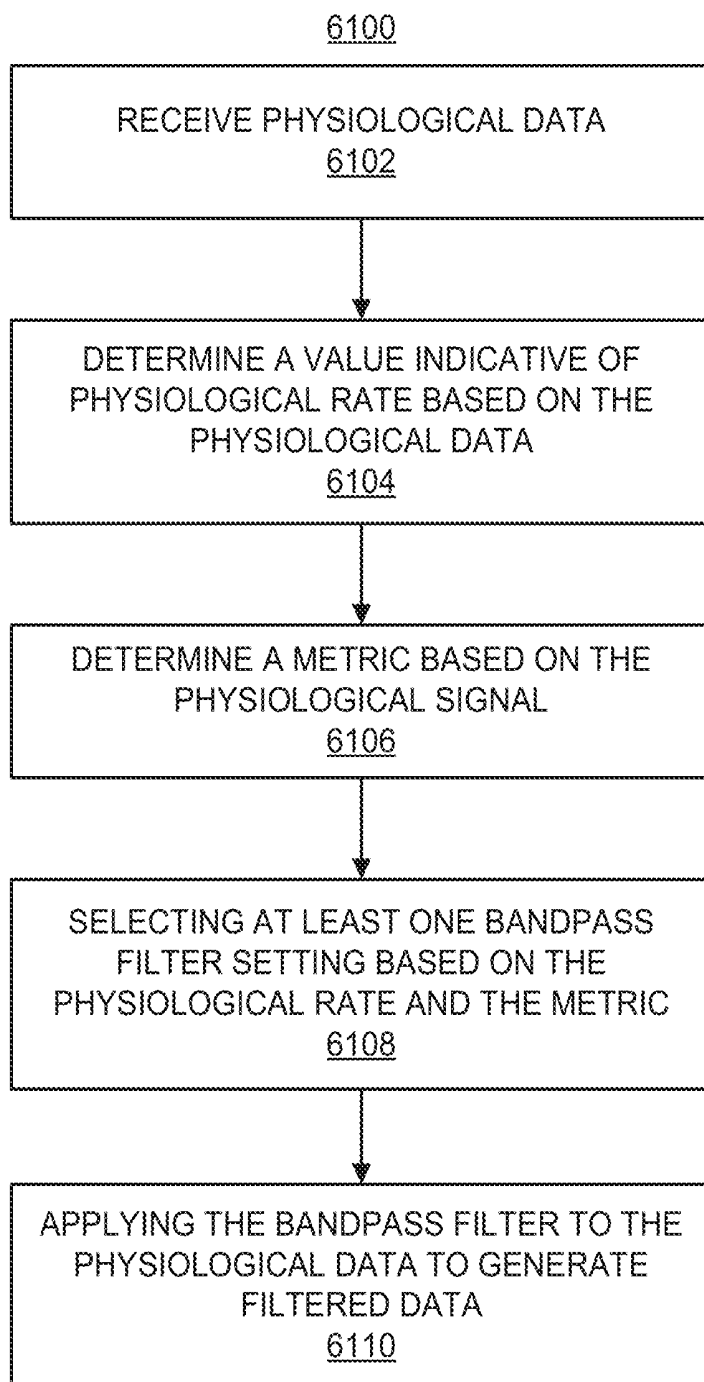 6100
RECEIVE PHYSIOLOGICAL DATA
6102
DETERMINE A VALUE INDICATIVE OF
PHYSIOLOGICAL RATE BASED ON THE
PHYSIOLOGICAL DATA
6104
DETERMINE A METRIC BASED ON THE
PHYSIOLOGICAL SIGNAL
6106
SELECTING AT LEAST ONE BANDPASS
FILTER SETTING BASED ON THE
PHYSIOLOGICAL RATE AND THE METRIC
6108
APPLYING THE BANDPASS FILTER TO THE
PHYSIOLOGICAL DATA TO GENERATE
FILTERED DATA
6110